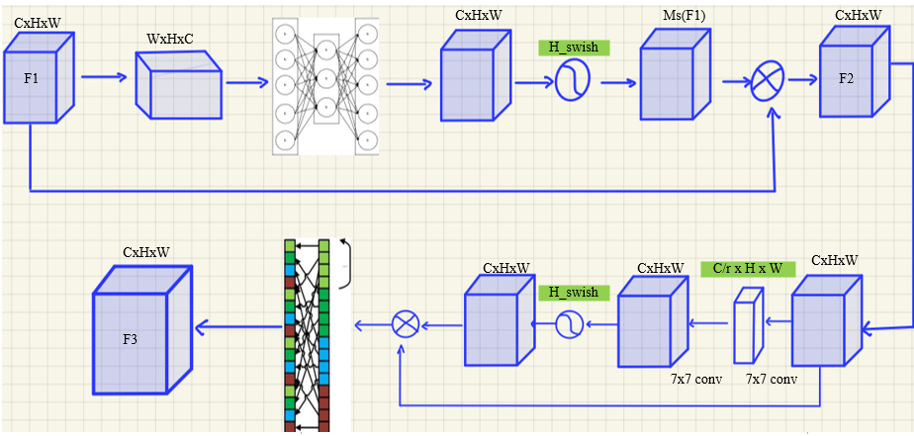 CxHxW
F1
WxHxC
CxHxW
H_swish
Ms(F1)
CxHxW
F2
CxHxW
F3
CxHxW
H_swish
CxHxW
C/r x H x W
CxHxW
7x7 conv
7x7 conv